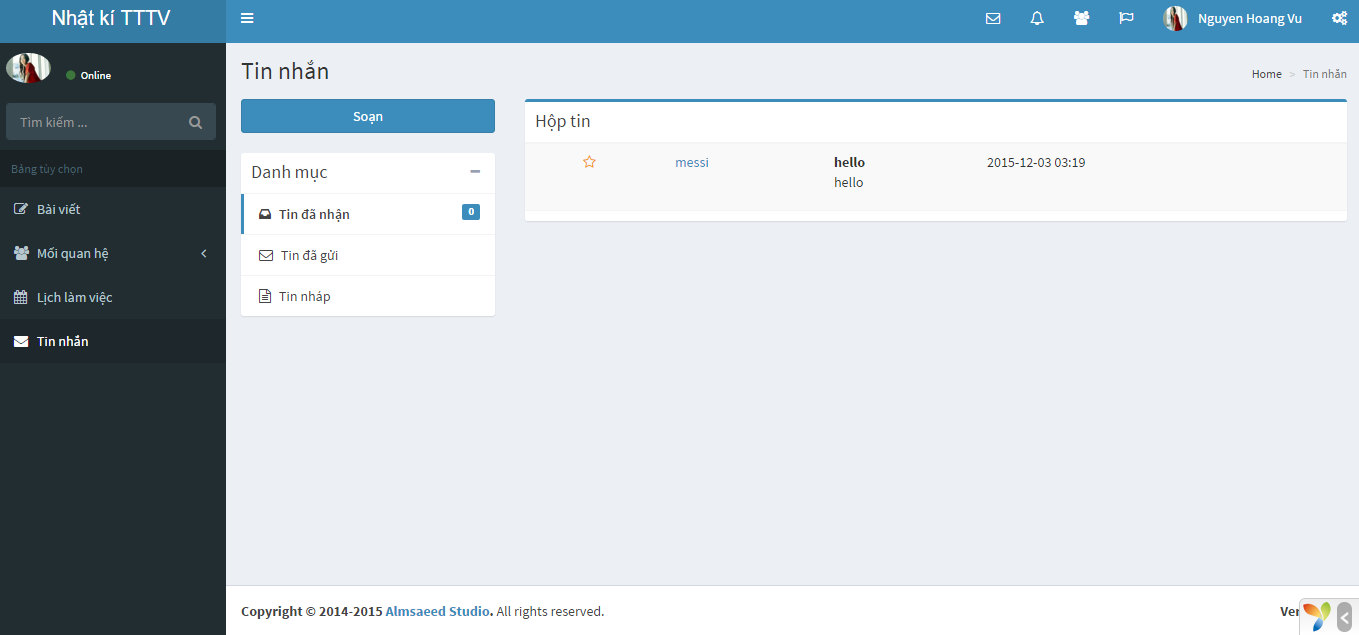 Nhật kí TTTV
Nguyen Hoang Vu
Online
Tìm kiếm ...
Bảng tùy chọn
Bài viết
Mối quan hệ
Lịch làm việc
Tin nhắn
Tin nhắn
Home > Tin nhắn
Soạn
Danh mục
Tin đã nhận 0
Tin đã gửi
Tin nháp
Hộp tin
messi hello 2015-12-03 03:19
hello
Copyright © 2014-2015 Almsaeed Studio. All rights reserved.